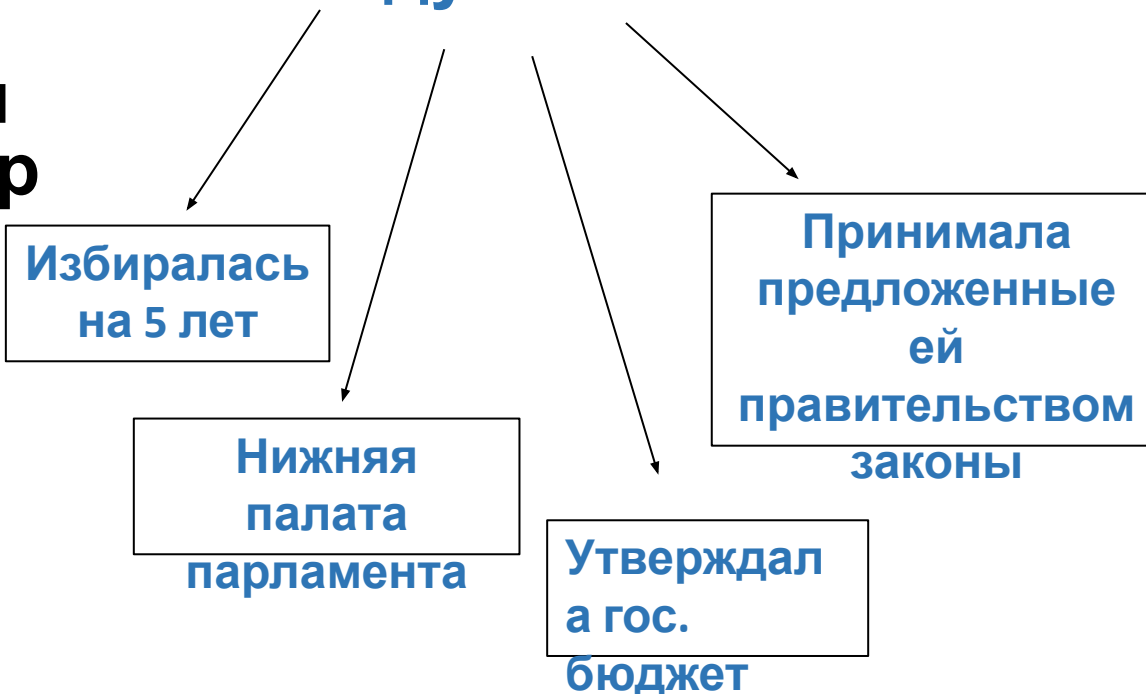 Избиралась
на 5 лет
Нижняя
палата
парламента
Утверждал
а гос.
бюджет
Принимала
предложенные
ей
правительством
законы